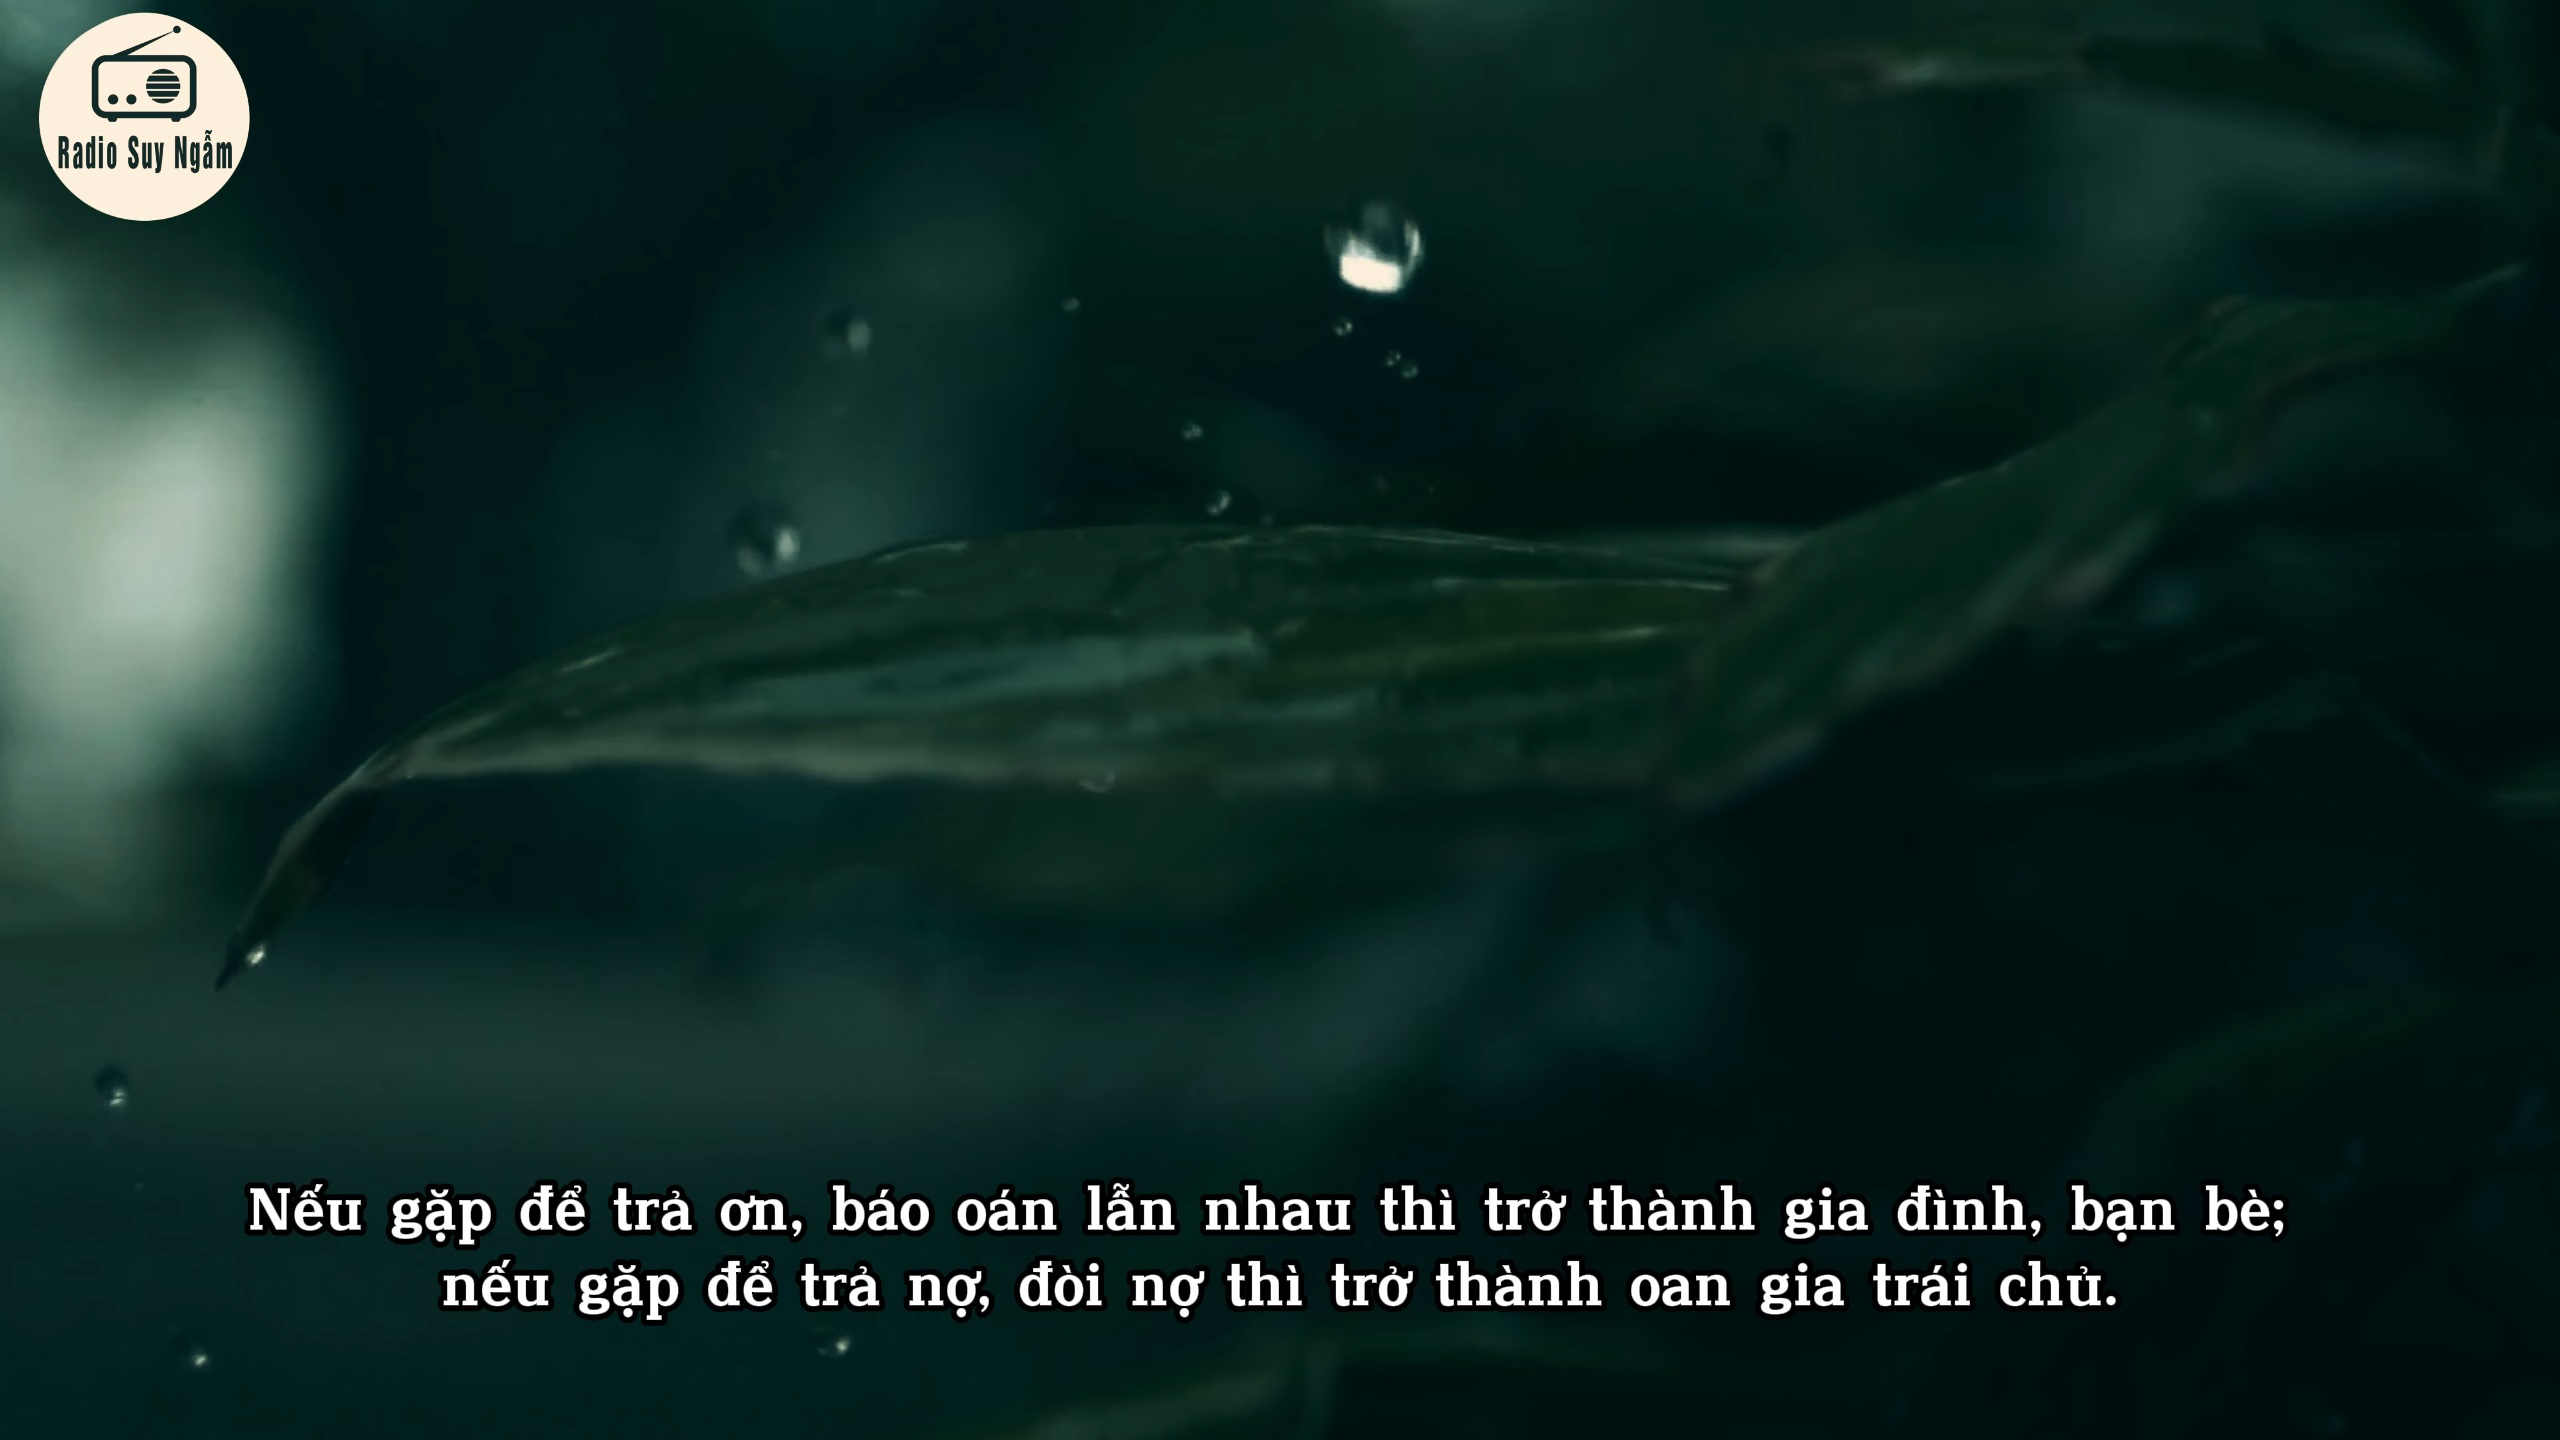 Radio Suy Ngẫm
Nếu gặp để trả ơn, báo oán lẫn nhau thì trở thành gia đình, bạn bè;
nếu gặp để trả nợ, đòi nợ thì trở thành oan gia trái chủ.